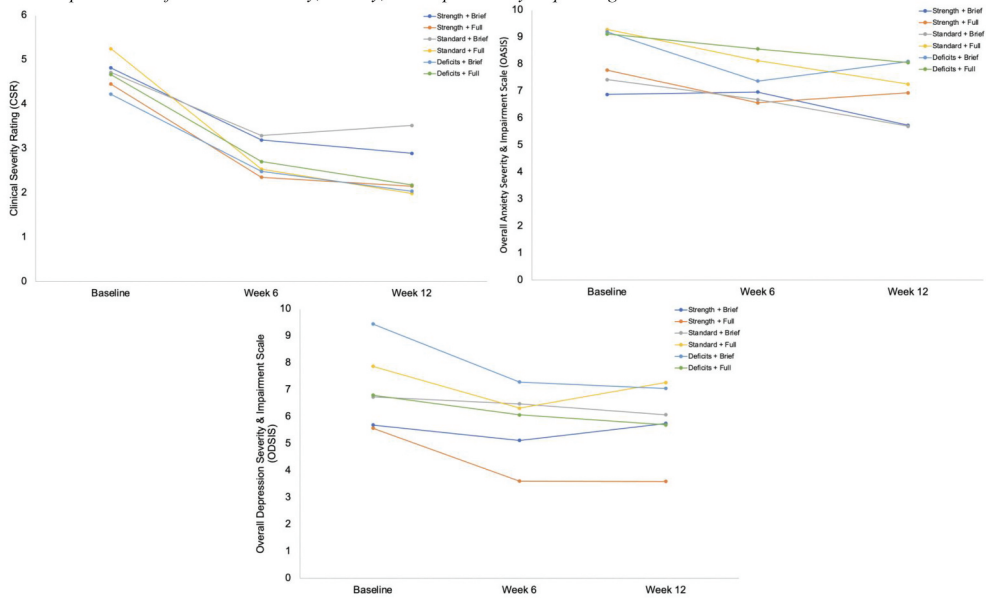 Clinical Severity Rating (CSR)
6
5
4
3
2
1
0
Baseline
Week 6
Week 12
Strength + Brief
Strength + Full
Standard + Brief
Standard + Full
Deficits + Brief
Deficits + Full
Overall Anxiety Severity & Impairment Scale (OASIS)
10
9
8
7
6
5
4
3
2
1
0
Baseline
Week 6
Week 12
Strength + Brief
Strength + Full
Standard + Brief
Standard + Full
Deficits + Brief
Deficits + Full
Overall Depression Severity & Impairment Scale
(ODSIS)
10
9
8
7
6
5
4
3
2
1
0
Baseline
Week 6
Week 12
Strength + Brief
Strength + Full
Standard + Brief
Standard + Full
Deficits + Brief
Deficits + Full